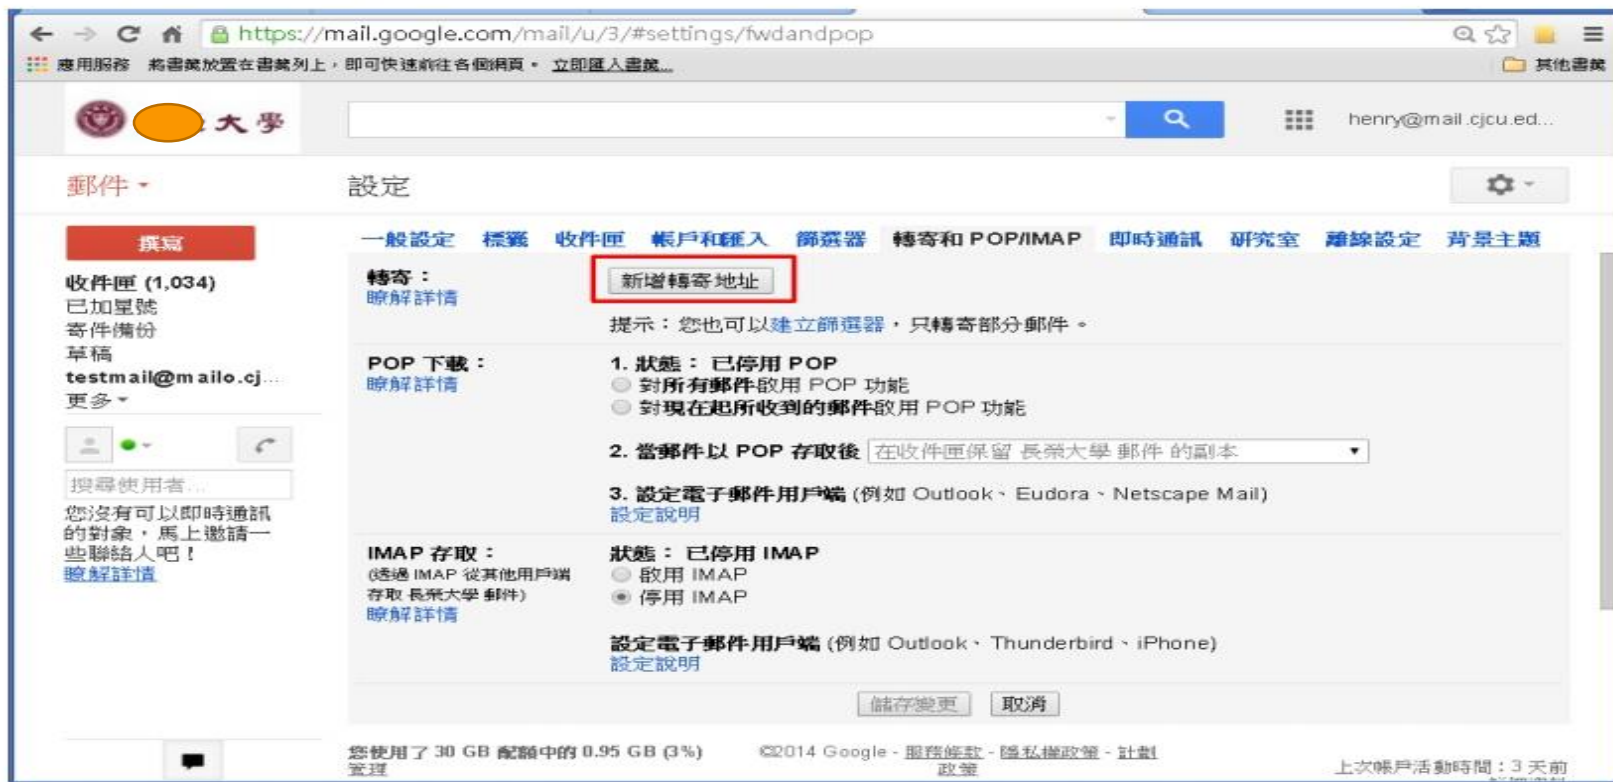 https://mail.google.com/mail/u/3/#settings/fwdandpop
應用服務 將書籤放置在書籤列上，即可快速前往各個網頁。 立即匯入書籤...
其他書籤
大學
henry@mail.cjcu.ed...
郵件
設定
撰寫
一般設定 標籤 收件匣 帳戶和匯入 篩選器 轉寄和 POP/IMAP 即時通訊 研究室 離線設定 背景主題
收件匣 (1,034)
已加星號
寄件備份
草稿
testmail@mailo.cj...
更多
搜尋使用者...
您沒有可以即時通訊
的對象，馬上邀請一
些聯絡人吧！
瞭解詳情
轉寄：
瞭解詳情
新增轉寄地址
提示：您也可以建立篩選器，只轉寄部分郵件。
POP 下載：
瞭解詳情
1. 狀態： 已停用 POP
對所有郵件啟用 POP 功能
對現在起所收到的郵件啟用 POP 功能
2. 當郵件以 POP 存取後 在收件匣保留 長榮大學 郵件 的副本
3. 設定電子郵件用戶端 (例如 Outlook、Eudora、Netscape Mail)
設定說明
IMAP 存取：
(透過 IMAP 從其他用戶端
存取 長榮大學 郵件)
瞭解詳情
狀態： 已停用 IMAP
啟用 IMAP
停用 IMAP
設定電子郵件用戶端 (例如 Outlook、Thunderbird、iPhone)
設定說明
儲存變更 取消
您使用了 30 GB 配額中的 0.95 GB (3%)
管理
©2014 Google - 服務條款 - 隱私權政策 - 計劃
政策
上次帳戶活動時間：3 天前